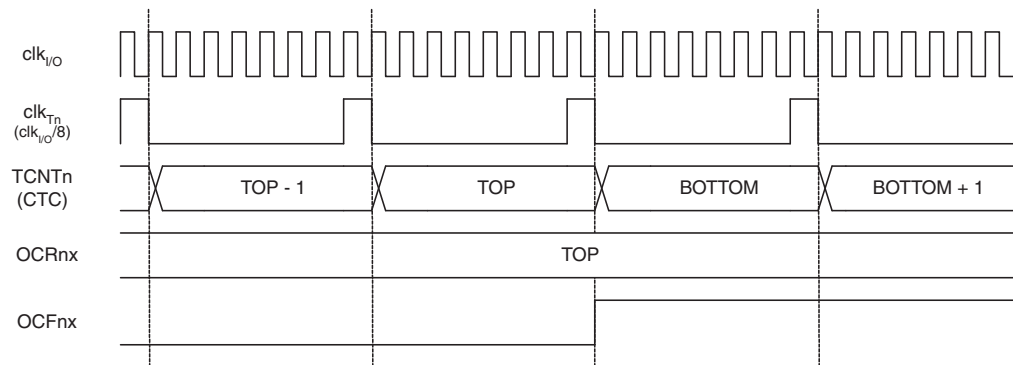 clkI/O
clkTn
(clkI/O/8)
TCNTn
(CTC)
TOP - 1
TOP
BOTTOM
BOTTOM + 1
OCRnx
TOP
OCFnx